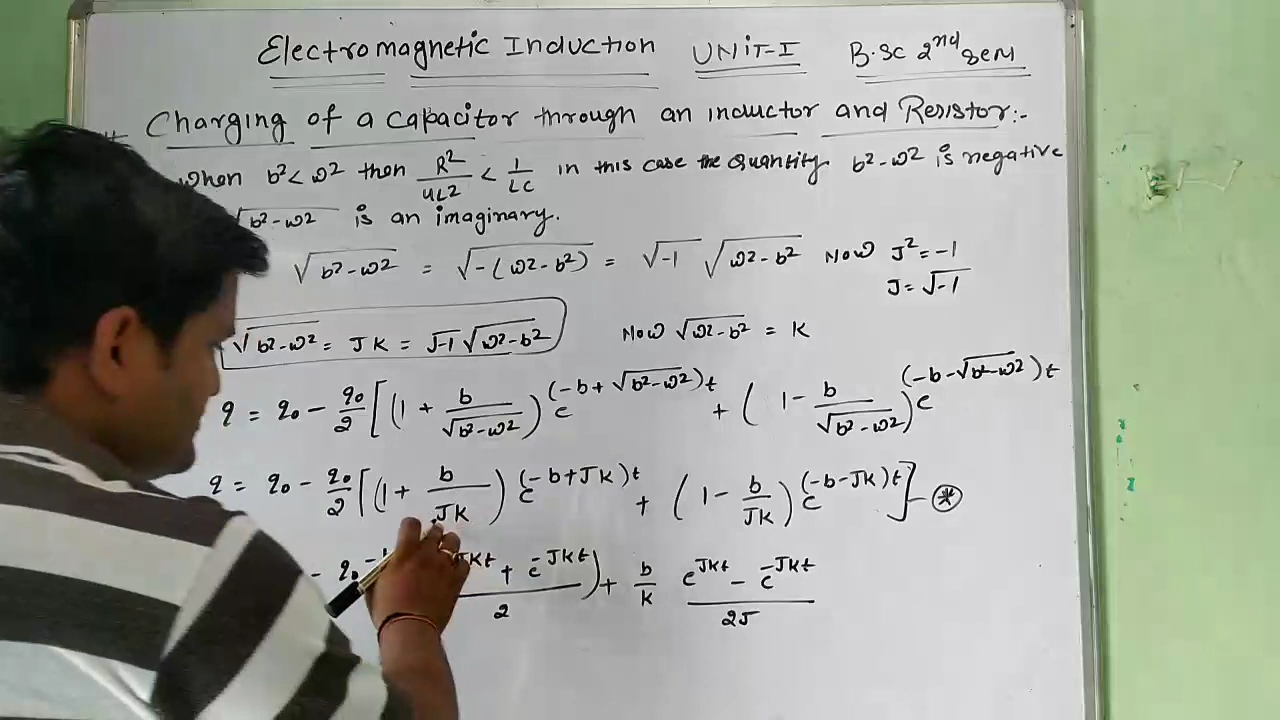 Electromagnetic Induction UNIT-I B.Sc 2nd sem
Charging of a capacitor through an inductor and Resistor:-
when b²<ω² then R²/4L² < 1/LC in this case the Quantity b²-ω² is negative
√b²-ω² is an imaginary.
√b²-ω² = √-(ω²-b²) = √-1 √ω²-b² Now J²=-1
J=√-1
√b²-ω² = JK = √-1 √ω²-b² Now √ω²-b² = K
q = q₀ - q₀/2 [(1 + b/√b²-ω²) e^(-b+√b²-ω²)t + (1 - b/√b²-ω²) e^(-b-√b²-ω²)t
q = q₀ - q₀/2 [(1 + b/JK) e^(-b+JK)t + (1 - b/JK) e^(-b-JK)t] - *
- q₀ JKt + e^-JKt)/2 + b/K e^JKt - e^-JKt/2J